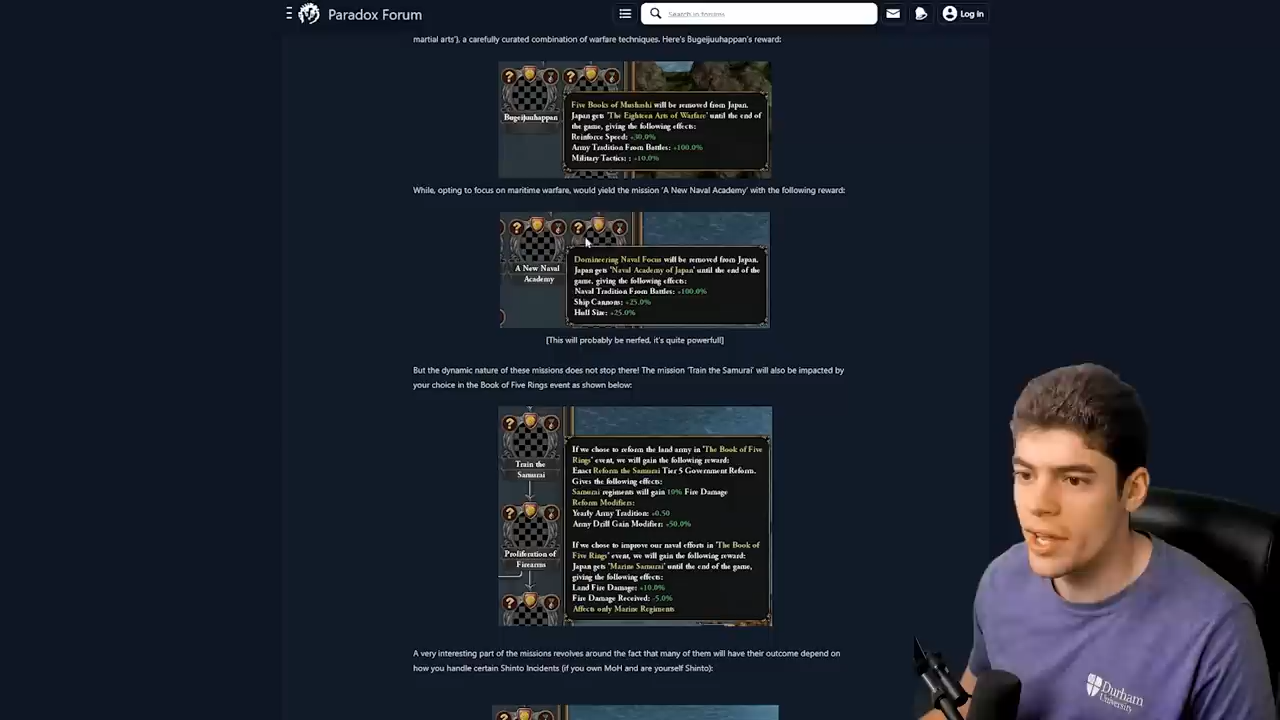 Paradox Forum
Search in forums
Log in
martial arts'), a carefully curated combination of warfare techniques. Here's Bugeijuuhappan's reward:
Bugeijuuhappan
Five Books of Mushashi will be removed from Japan.
Japan gets 'The Eighteen Arts of Warfare' until the end of
the game, giving the following effects:
Reinforce Speed: +30.0%
Army Tradition From Battles: +100.0%
Military Tactics: : +10.0%
While, opting to focus on maritime warfare, would yield the mission 'A New Naval Academy' with the following reward:
A New Naval
Academy
Domineering Naval Focus will be removed from Japan.
Japan gets 'Naval Academy of Japan' until the end of the
game, giving the following effects:
Naval Tradition From Battles: +100.0%
Ship Cannons: +25.0%
Hull Size: +25.0%
[This will probably be nerfed, it's quite powerful!]
But the dynamic nature of these missions does not stop there! The mission 'Train the Samurai' will also be impacted by
your choice in the Book of Five Rings event as shown below:
Train the
Samurai
Proliferation of
Firearms
If we chose to reform the land army in 'The Book of Five
Rings' event, we will gain the following reward:
Enact Reform the Samurai Tier 5 Government Reform.
Gives the following effects:
Samurai regiments will gain 10% Fire Damage
Reform Modifiers:
Yearly Army Tradition: +0.50
Army Drill Gain Modifier: +50.0%
If we chose to improve our naval efforts in 'The Book of
Five Rings' event, we will gain the following reward:
Japan gets 'Marine Samurai' until the end of the game,
giving the following effects:
Land Fire Damage: +10.0%
Fire Damage Received: -5.0%
Affects only Marine Regiments
A very interesting part of the missions revolves around the fact that many of them will have their outcome depend on
how you handle certain Shinto Incidents (if you own MoH and are yourself Shinto):
Durham
University